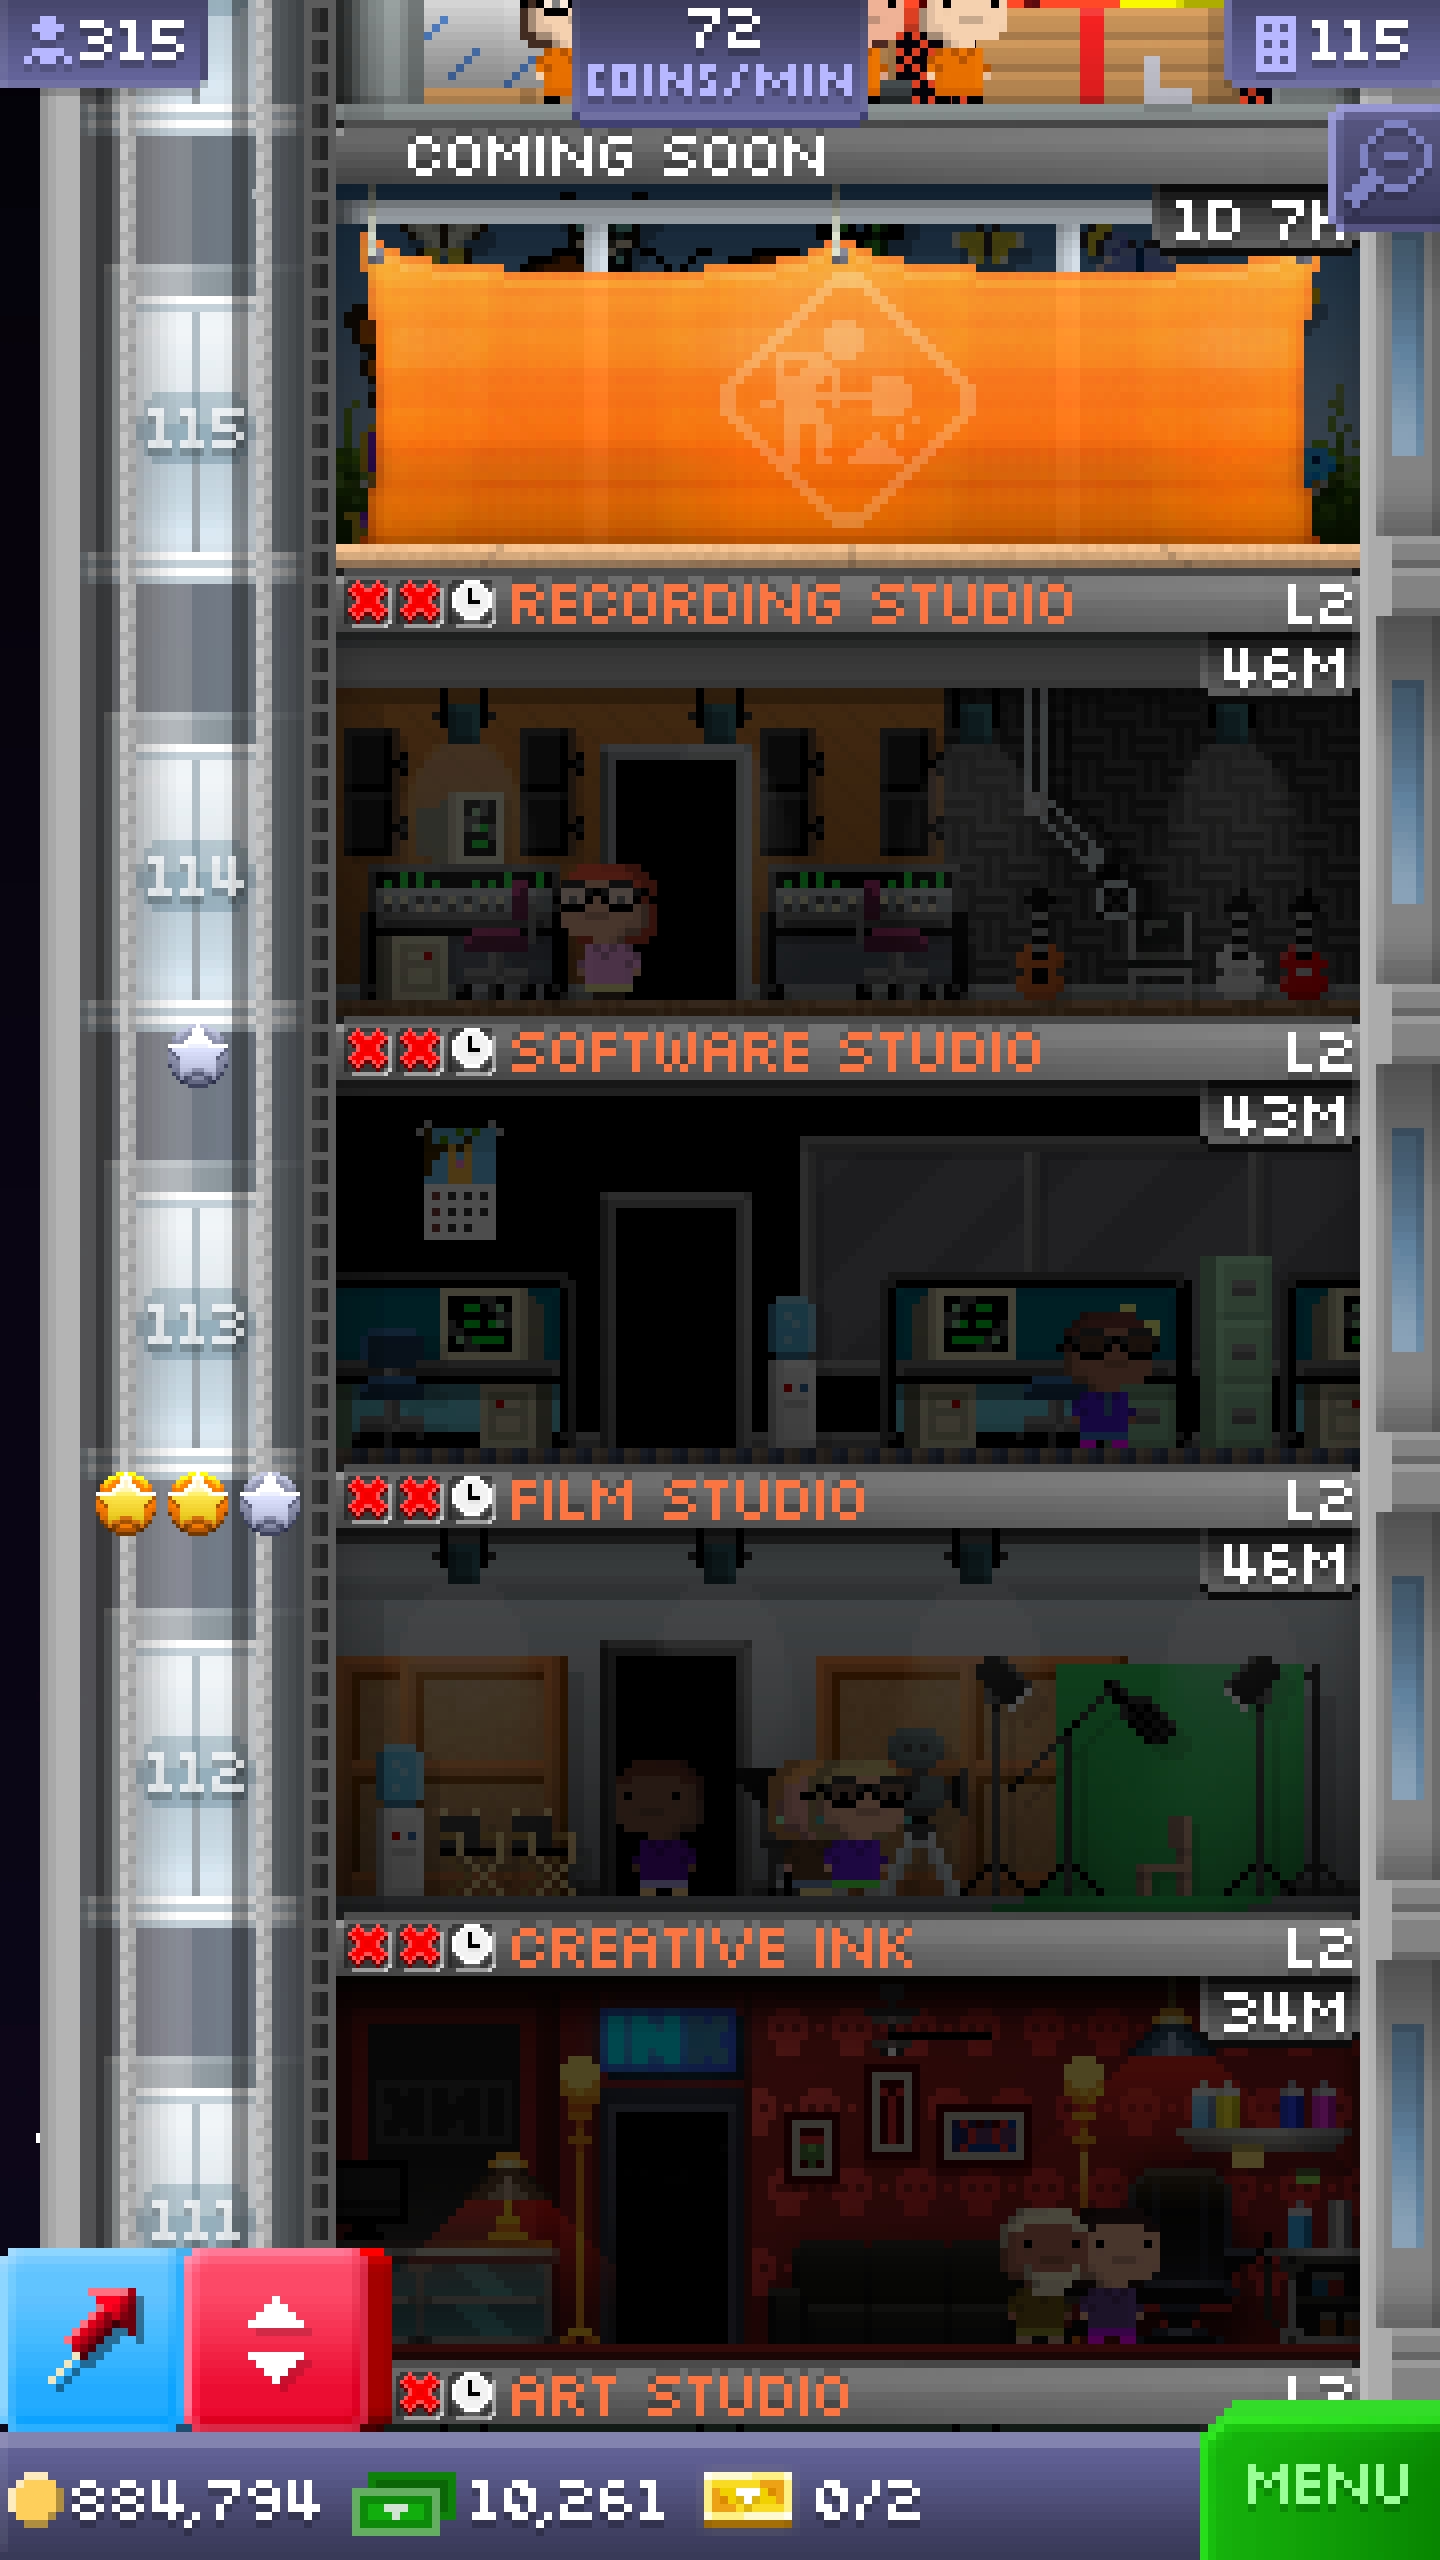 315
72
COINS/MIN
115
COMING SOON
1D 7H
115
RECORDING STUDIO L2
46M
114
SOFTWARE STUDIO L2
43M
113
FILM STUDIO L2
46M
112
CREATIVE INK L2
34M
INK
111
ART STUDIO
884,794 10,261 0/2
MENU